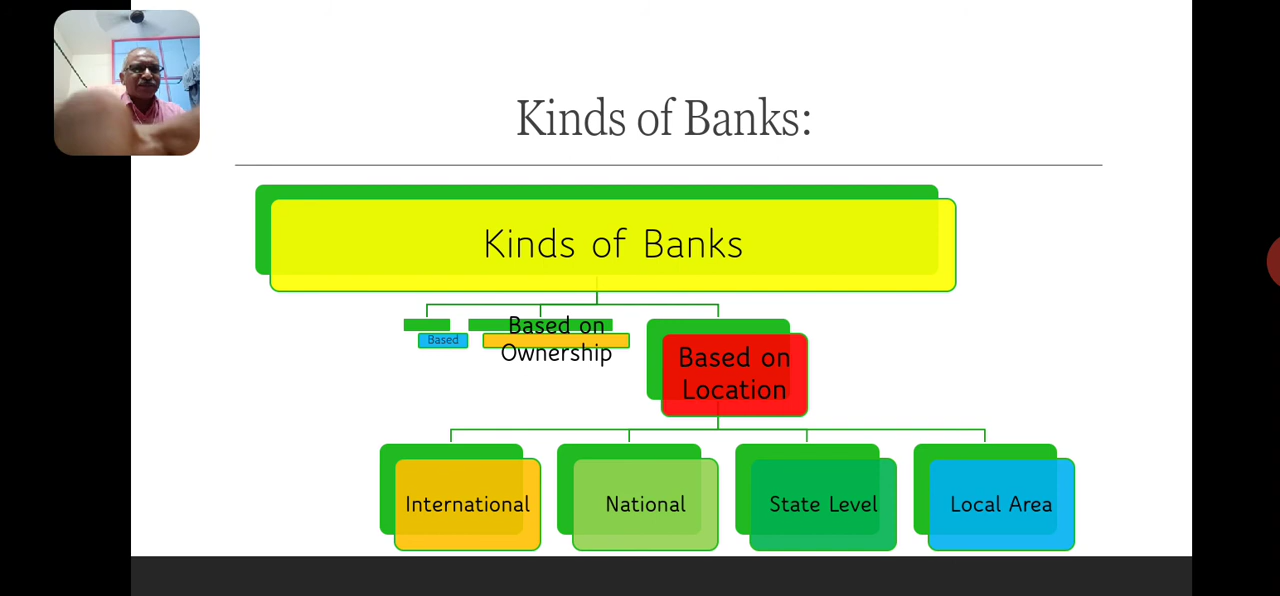 Kinds of Banks:
Kinds of Banks
Based
Based on
Ownership
Based on
Location
International
National
State Level
Local Area